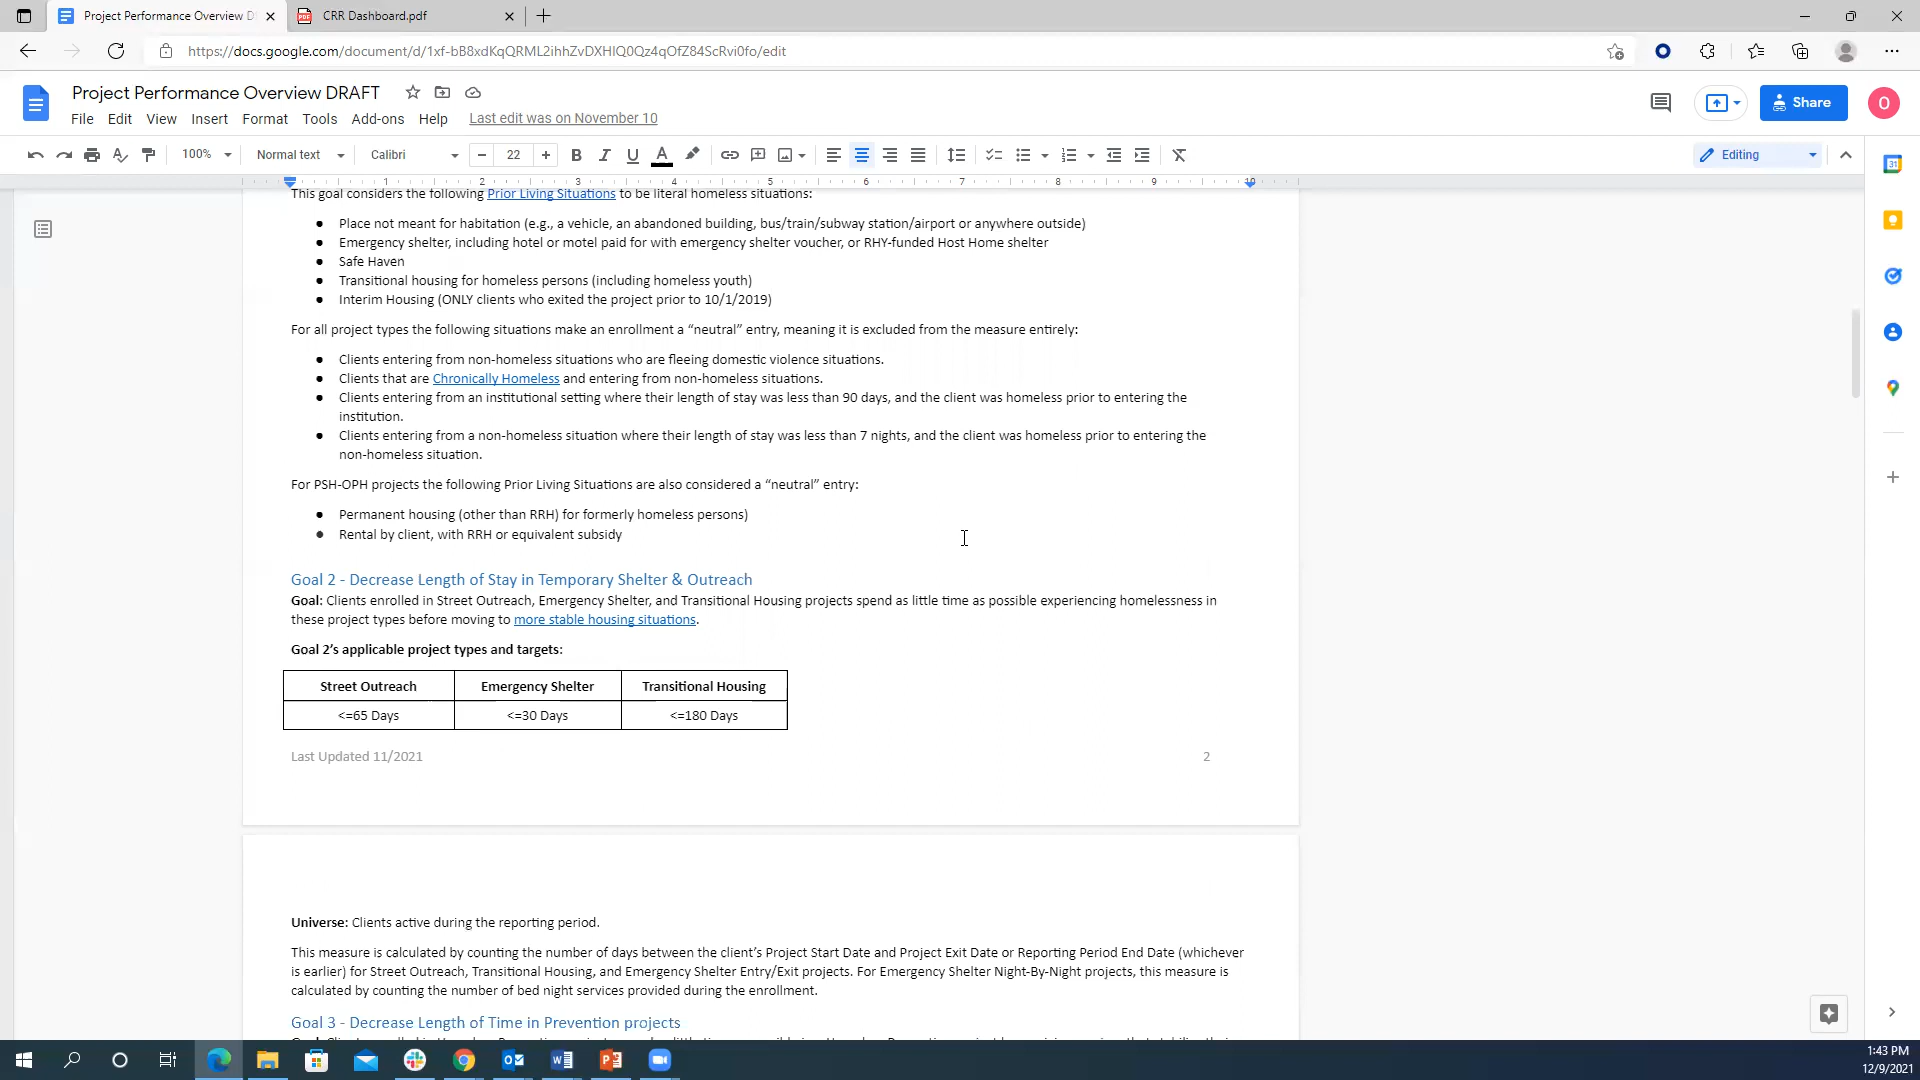 Project Performance Overview D
CRR Dashboard.pdf
https://docs.google.com/document/d/1xf-bB8xdKqQRML2ihhZvDXHIQ0Qz4qOfZ84ScRvi0fo/edit
Project Performance Overview DRAFT
File Edit View Insert Format Tools Add-ons Help Last edit was on November 10
Share
O
100% Normal text Calibri 22 Editing
1 2 3 4 5 6 7 8 9 10
31
This goal considers the following Prior Living Situations to be literal homeless situations:
● Place not meant for habitation (e.g., a vehicle, an abandoned building, bus/train/subway station/airport or anywhere outside)
● Emergency shelter, including hotel or motel paid for with emergency shelter voucher, or RHY-funded Host Home shelter
● Safe Haven
● Transitional housing for homeless persons (including homeless youth)
● Interim Housing (ONLY clients who exited the project prior to 10/1/2019)
For all project types the following situations make an enrollment a “neutral” entry, meaning it is excluded from the measure entirely:
● Clients entering from non-homeless situations who are fleeing domestic violence situations.
● Clients that are Chronically Homeless and entering from non-homeless situations.
● Clients entering from an institutional setting where their length of stay was less than 90 days, and the client was homeless prior to entering the
institution.
● Clients entering from a non-homeless situation where their length of stay was less than 7 nights, and the client was homeless prior to entering the
non-homeless situation.
For PSH-OPH projects the following Prior Living Situations are also considered a “neutral” entry:
● Permanent housing (other than RRH) for formerly homeless persons)
● Rental by client, with RRH or equivalent subsidy
Goal 2 - Decrease Length of Stay in Temporary Shelter & Outreach
Goal: Clients enrolled in Street Outreach, Emergency Shelter, and Transitional Housing projects spend as little time as possible experiencing homelessness in
these project types before moving to more stable housing situations.
Goal 2’s applicable project types and targets:
Street Outreach Emergency Shelter Transitional Housing
<=65 Days <=30 Days <=180 Days
Last Updated 11/2021 2
Universe: Clients active during the reporting period.
This measure is calculated by counting the number of days between the client’s Project Start Date and Project Exit Date or Reporting Period End Date (whichever
is earlier) for Street Outreach, Transitional Housing, and Emergency Shelter Entry/Exit projects. For Emergency Shelter Night-By-Night projects, this measure is
calculated by counting the number of bed night services provided during the enrollment.
Goal 3 - Decrease Length of Time in Prevention projects
1:43 PM
12/9/2021